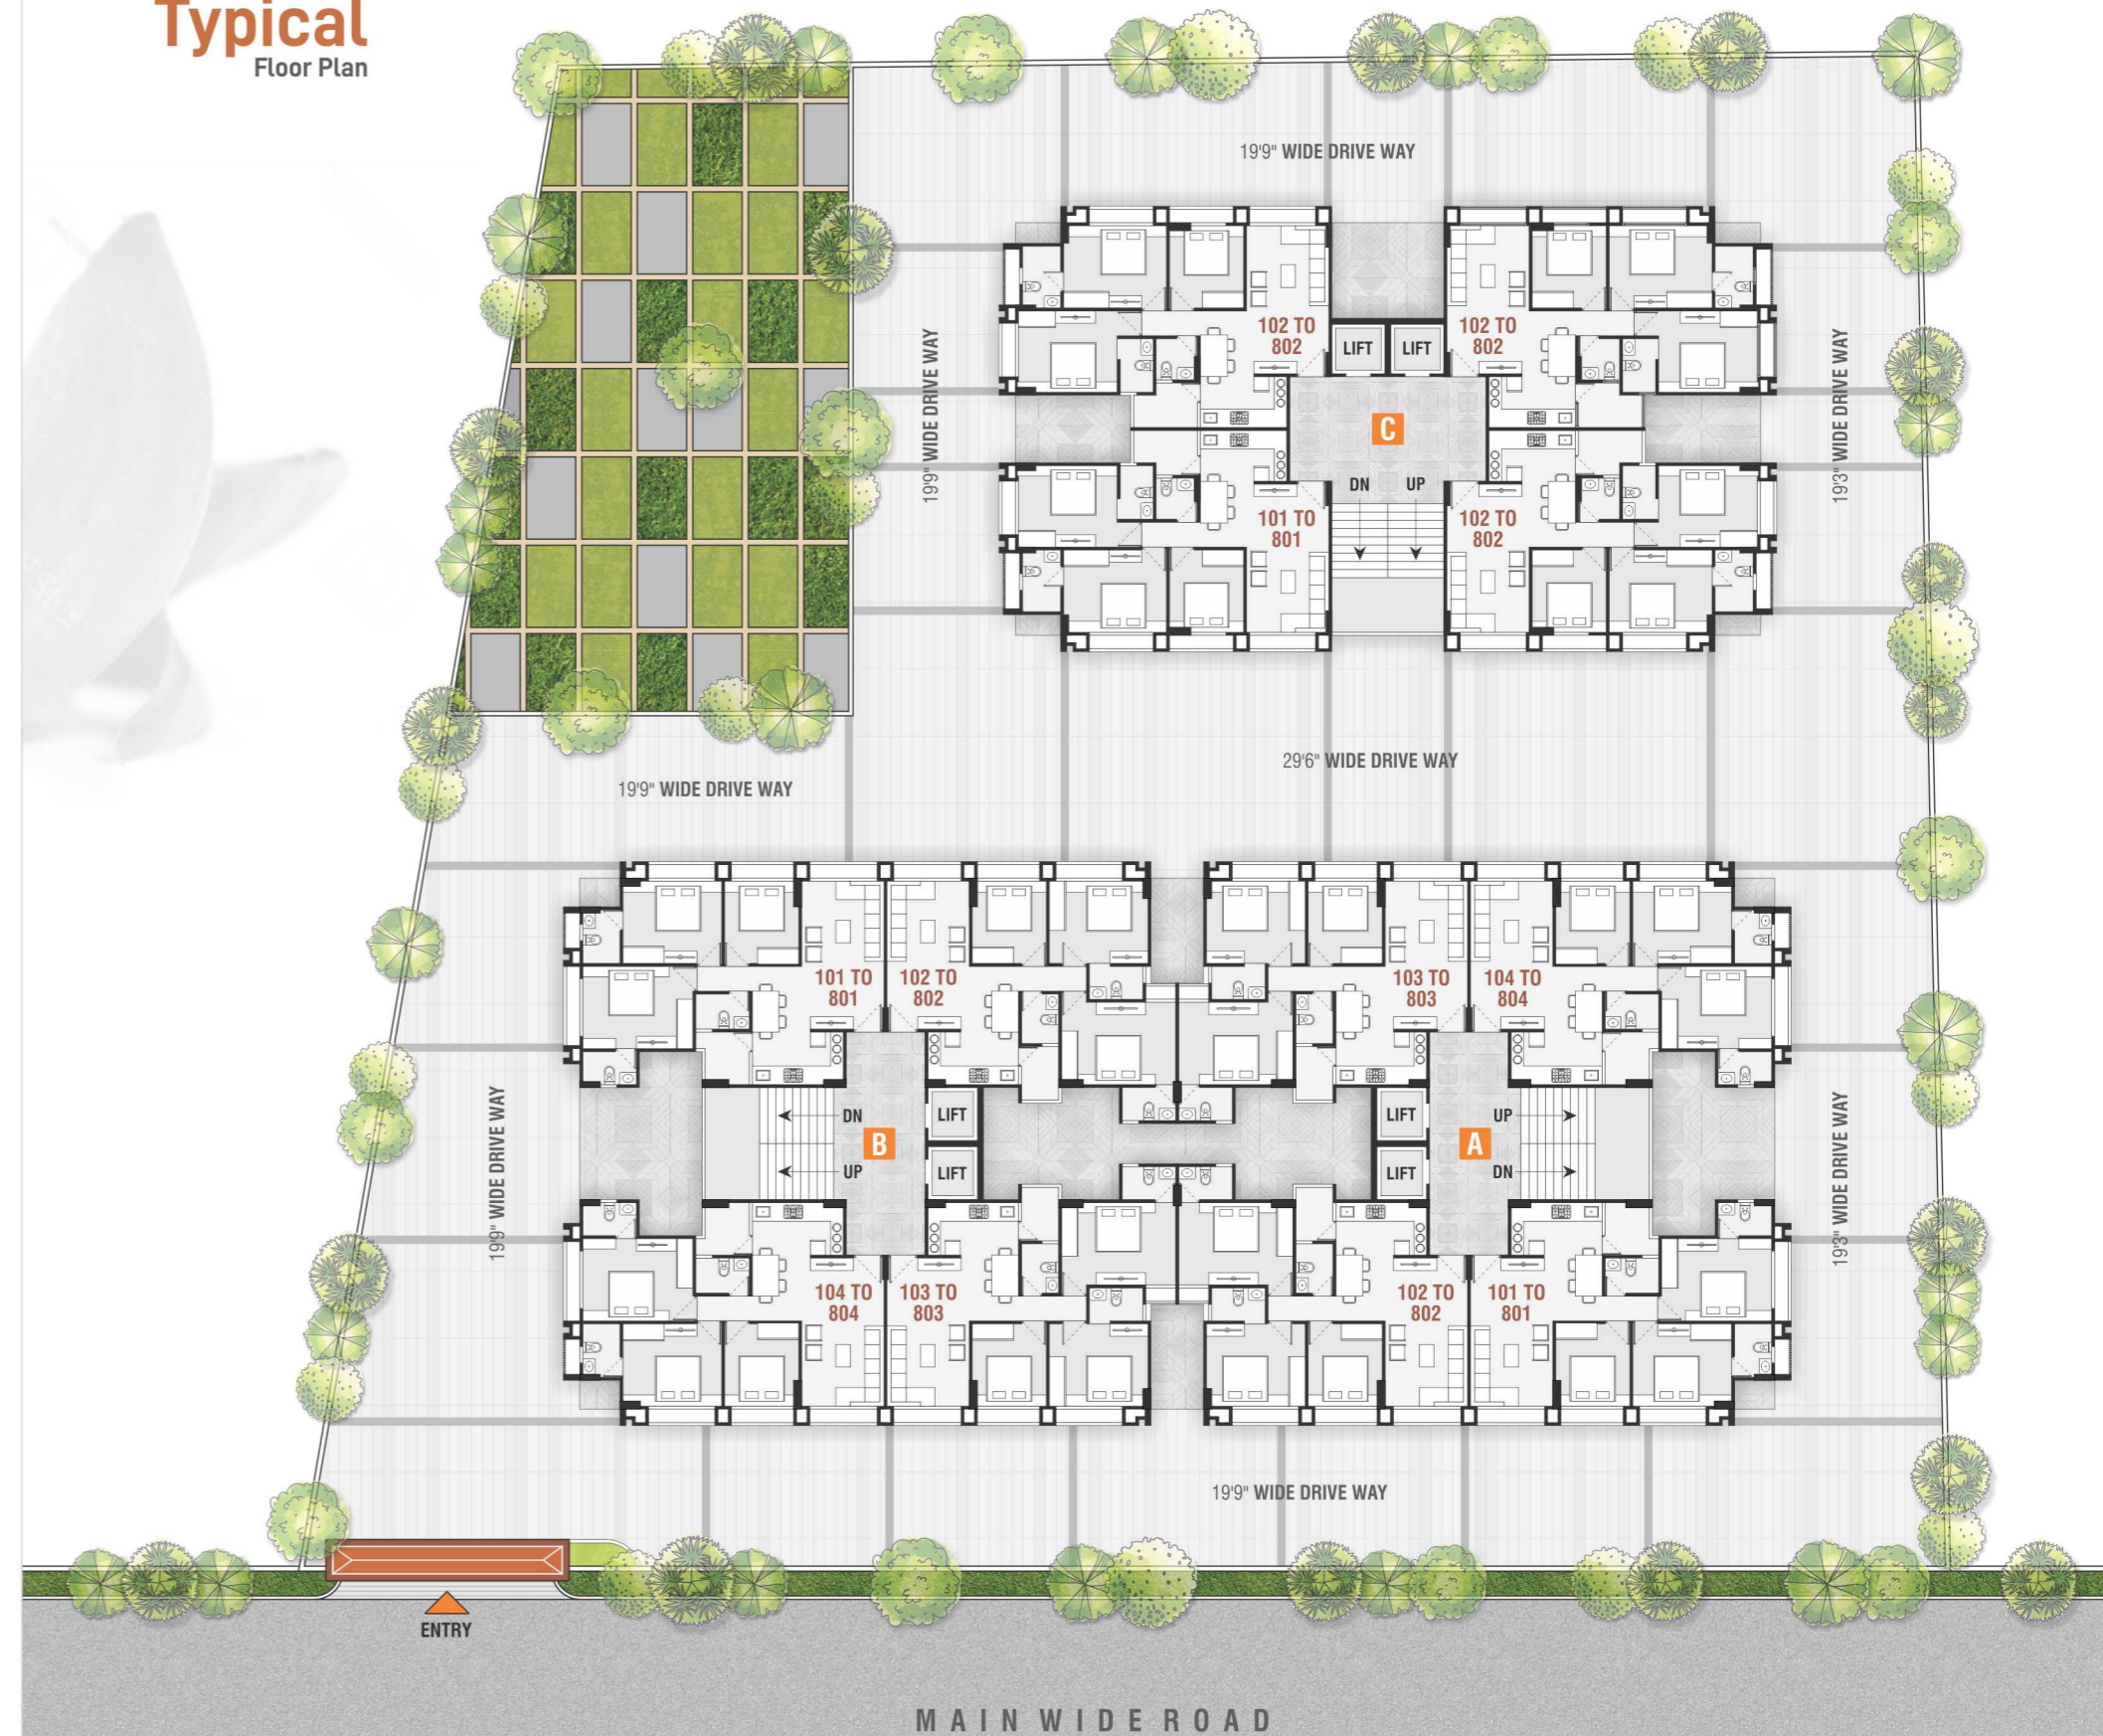 Typical
Floor Plan
19'9" WIDE DRIVE WAY
102 TO
802
LIFT
LIFT
102 TO
802
19'9" WIDE DRIVE WAY
19'3" WIDE DRIVE WAY
C
DN
UP
101 TO
801
102 TO
802
29'6" WIDE DRIVE WAY
19'9" WIDE DRIVE WAY
101 TO
801
102 TO
802
103 TO
803
104 TO
804
19'9" WIDE DRIVE WAY
DN
B
UP
LIFT
LIFT
LIFT
LIFT
UP
A
DN
19'3" WIDE DRIVE WAY
104 TO
804
103 TO
803
102 TO
802
101 TO
801
19'9" WIDE DRIVE WAY
ENTRY
MAIN WIDE ROAD